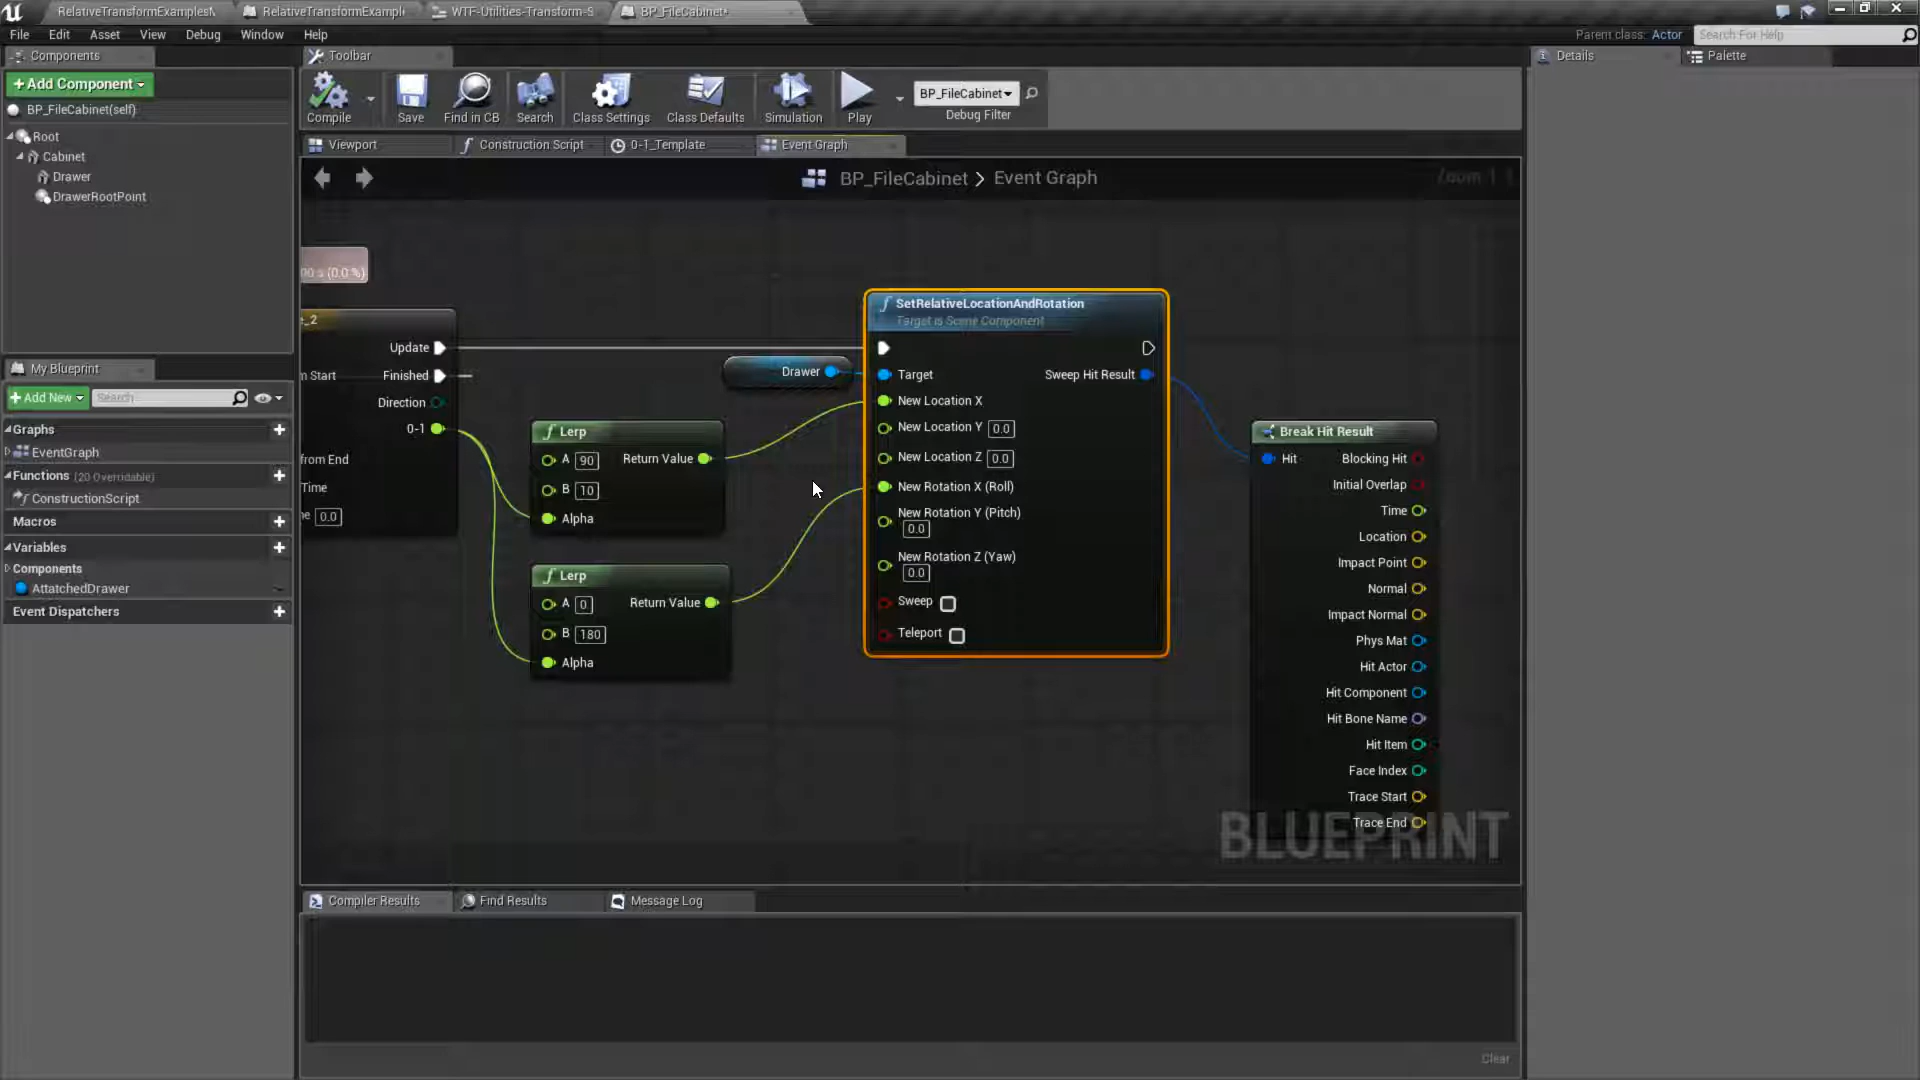 RelativeTransformExamplesM
RelativeTransformExampl
WTF-Utilities-Transform-S
BP_FileCabinet*
File Edit Asset View Debug Window Help
Parent class: Actor
Search For Help
Components
Toolbar
Details
Palette
+Add Component
BP_FileCabinet(self)
Root
Cabinet
Drawer
DrawerRootPoint
Compile
Save
Find in CB
Search
Class Settings
Class Defaults
Simulation
Play
BP_FileCabinet
Debug Filter
Viewport
Construction Script
0-1_Template
Event Graph
BP_FileCabinet > Event Graph
My Blueprint
+Add New
Search
Graphs
EventGraph
Functions (20 Overridable)
ConstructionScript
Macros
Variables
Components
AttatchedDrawer
Event Dispatchers
00 s (0.0 %)
e_2
Update
m Start
Finished
Direction
0-1
from End
Time
ne 0.0
Lerp
A 90
Return Value
B 10
Alpha
Lerp
A 0
Return Value
B 180
Alpha
Drawer
SetRelativeLocationAndRotation
Target is Scene Component
Target
Sweep Hit Result
New Location X
New Location Y 0.0
New Location Z 0.0
New Rotation X (Roll)
New Rotation Y (Pitch)
0.0
New Rotation Z (Yaw)
0.0
Sweep
Teleport
Break Hit Result
Hit
Blocking Hit
Initial Overlap
Time
Location
Impact Point
Normal
Impact Normal
Phys Mat
Hit Actor
Hit Component
Hit Bone Name
Hit Item
Face Index
Trace Start
Trace End
BLUEPRINT
Compiler Results
Find Results
Message Log
Clear